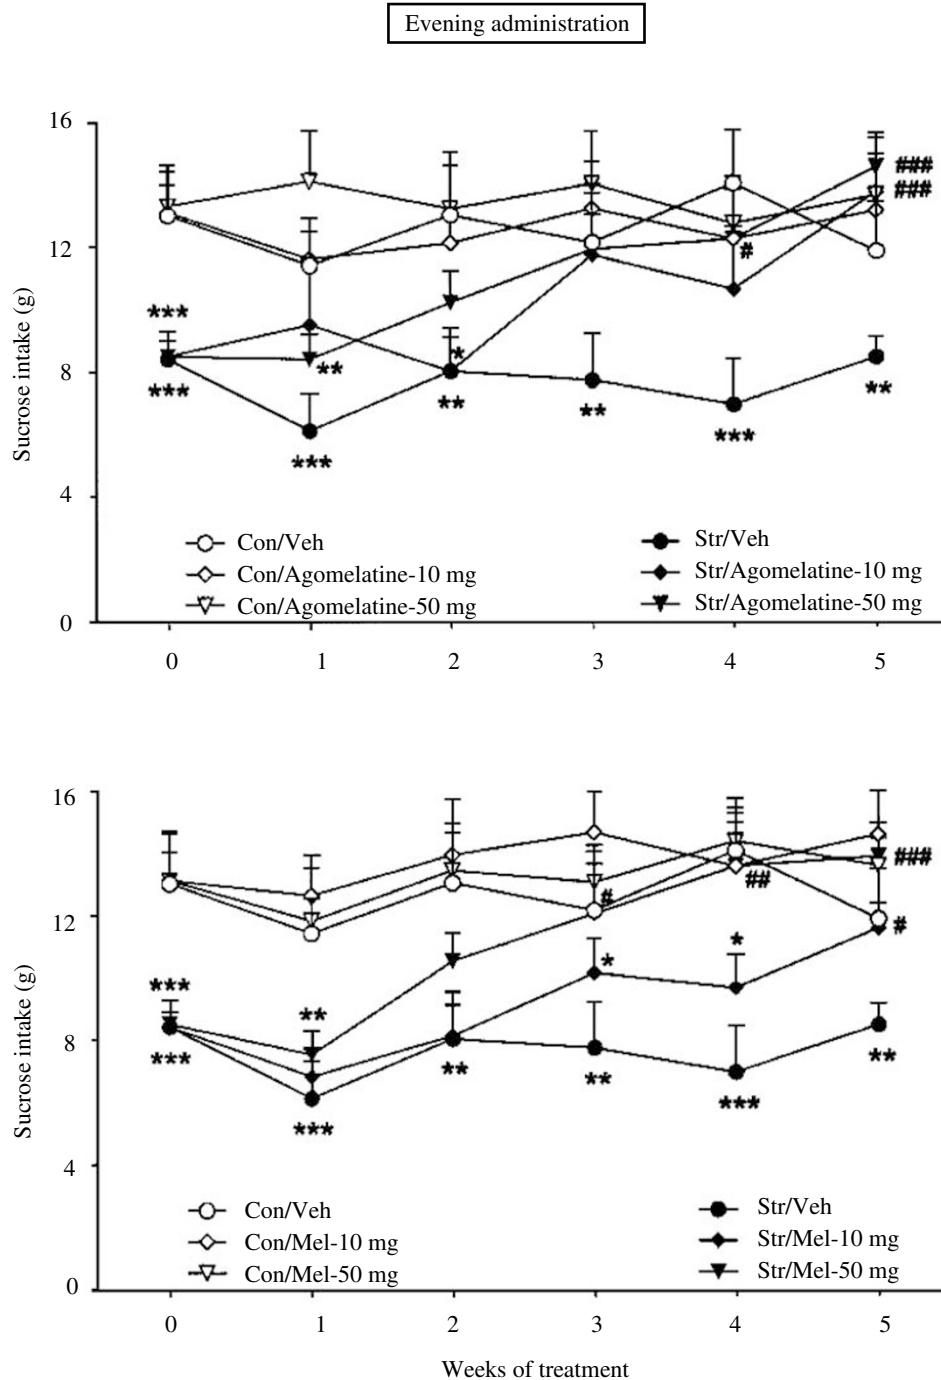 Evening administration
16
12
8
4
0
Sucrose intake (g)
###
###
#
***
***
**
***
*
**
**
***
**
Con/Veh
Con/Agomelatine-10 mg
Con/Agomelatine-50 mg
Str/Veh
Str/Agomelatine-10 mg
Str/Agomelatine-50 mg
0 1 2 3 4 5
16
12
8
4
0
Sucrose intake (g)
###
##
#
#
***
***
**
***
**
*
**
*
***
**
Con/Veh
Con/Mel-10 mg
Con/Mel-50 mg
Str/Veh
Str/Mel-10 mg
Str/Mel-50 mg
0 1 2 3 4 5
Weeks of treatment